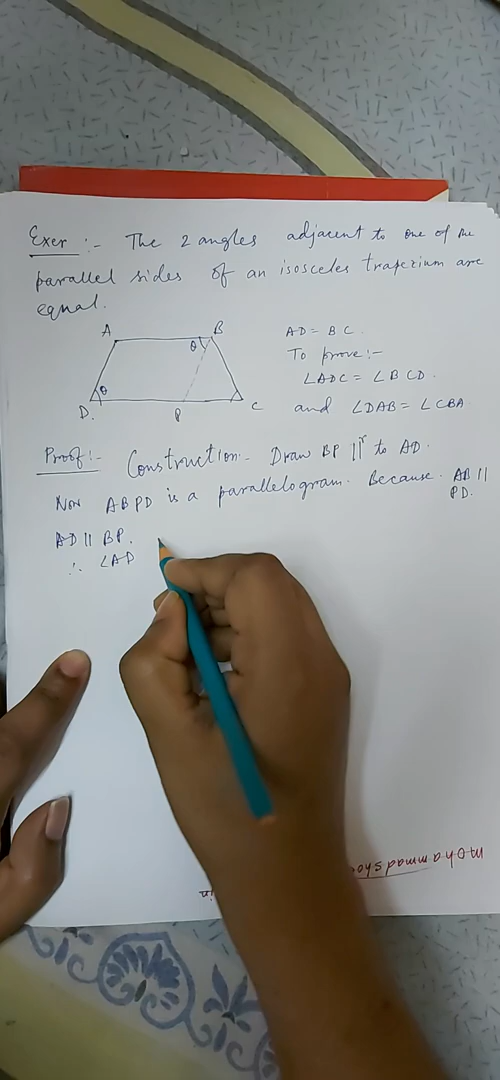 Exer :- The 2 angles adjacent to one of the
parallel sides of an isosceles trapezium are
equal.
A B
θ
θ
D. P C
AD = BC.
To prove :-
∠ADC = ∠BCD.
and ∠DAB = ∠CBA
Proof :- Construction:- Draw BP ||r to AD.
Now ABPD is a parallelogram. Because. AB ||
PD.
AD || BP.
∴ ∠AD